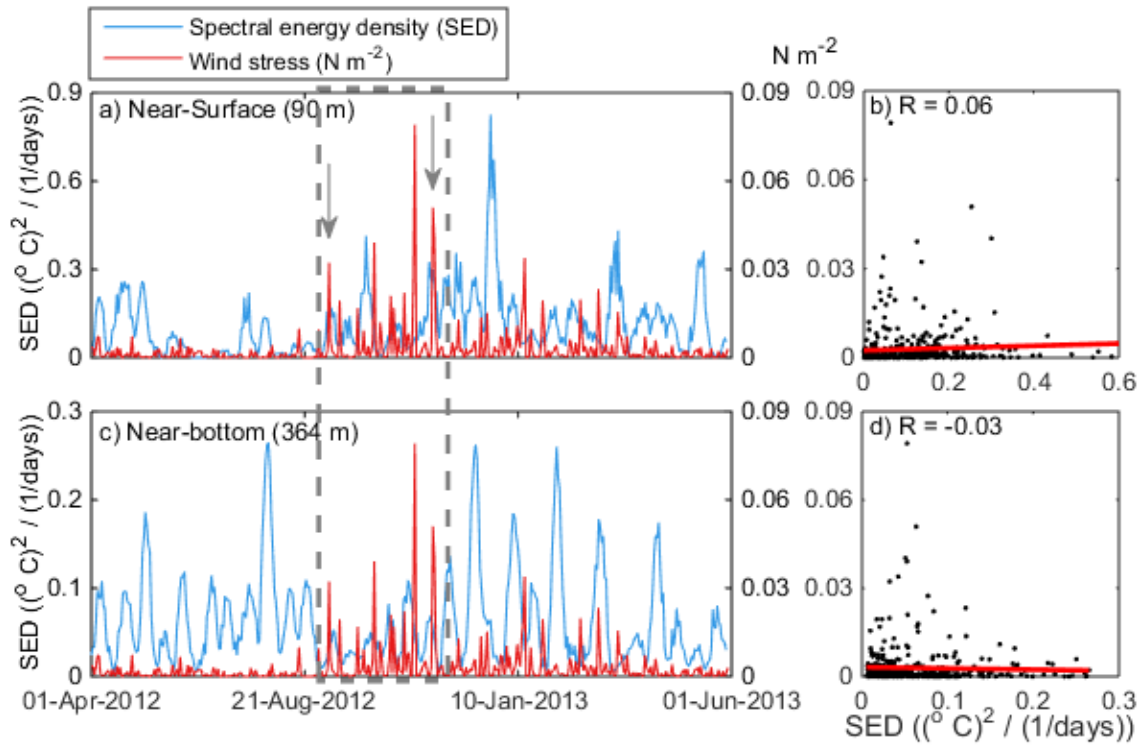 Spectral energy density (SED)
Wind stress (N m-2)
N m-2
a) Near-Surface (90 m)
b) R = 0.06
SED ((o C)2 / (1/days))
0.9
0.6
0.3
0
0.09
0.06
0.03
0
0.09
0.06
0.03
0
0 0.2 0.4 0.6
c) Near-bottom (364 m)
d) R = -0.03
SED ((o C)2 / (1/days))
0.3
0.2
0.1
0
0.09
0.06
0.03
0
0.09
0.06
0.03
0
01-Apr-2012 21-Aug-2012 10-Jan-2013 01-Jun-2013
0 0.1 0.2 0.3
SED ((o C)2 / (1/days))